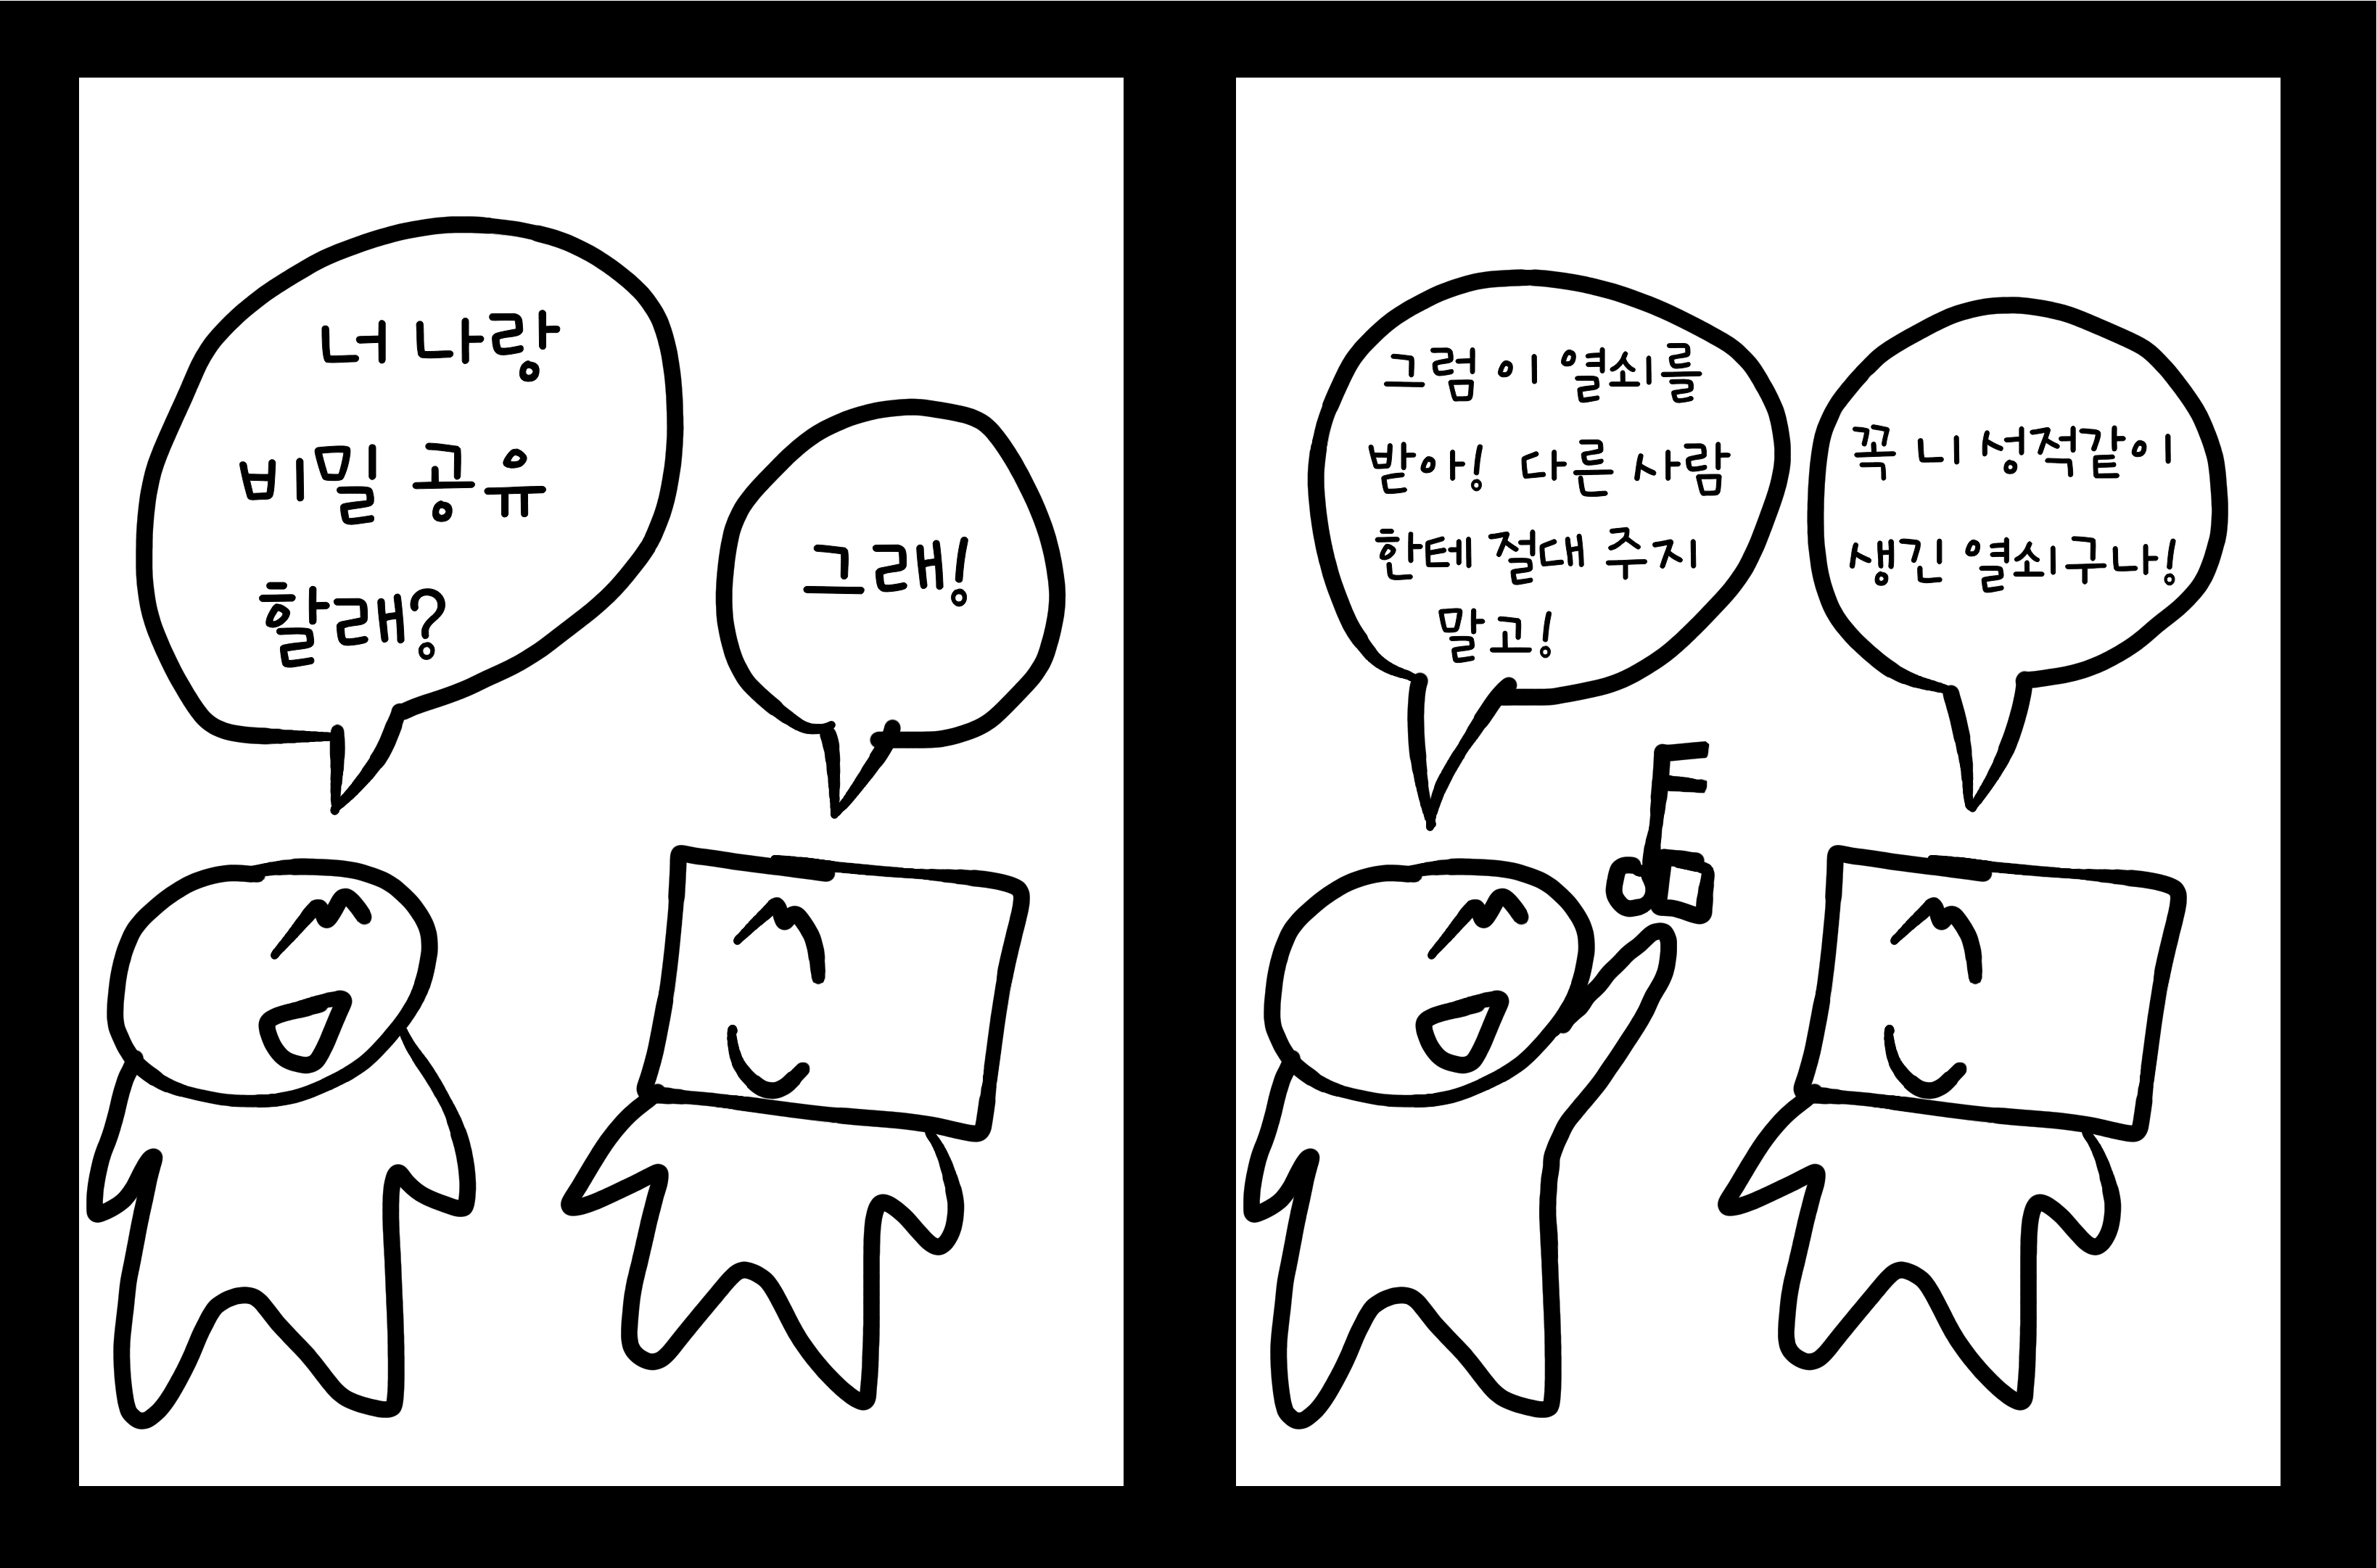 너 나랑
비밀 공유
할래?
그래!
그럼 이 열쇠를
받아! 다른 사람
한테 절대 주지
말고!
꼭 니 성적같이
생긴 열쇠구나!